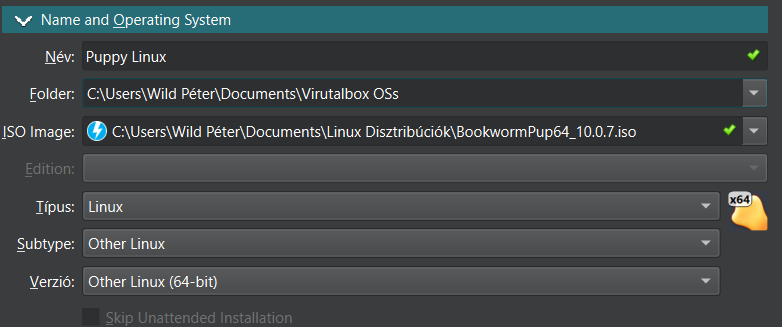 Name and Operating System
Név: Puppy Linux
Folder: C:\Users\Wild Péter\Documents\Virutalbox OSs
ISO Image: C:\Users\Wild Péter\Documents\Linux Disztribúciók\BookwormPup64_10.0.7.iso
Edition:
Típus: Linux
x64
Subtype: Other Linux
Verzió: Other Linux (64-bit)
Skip Unattended Installation